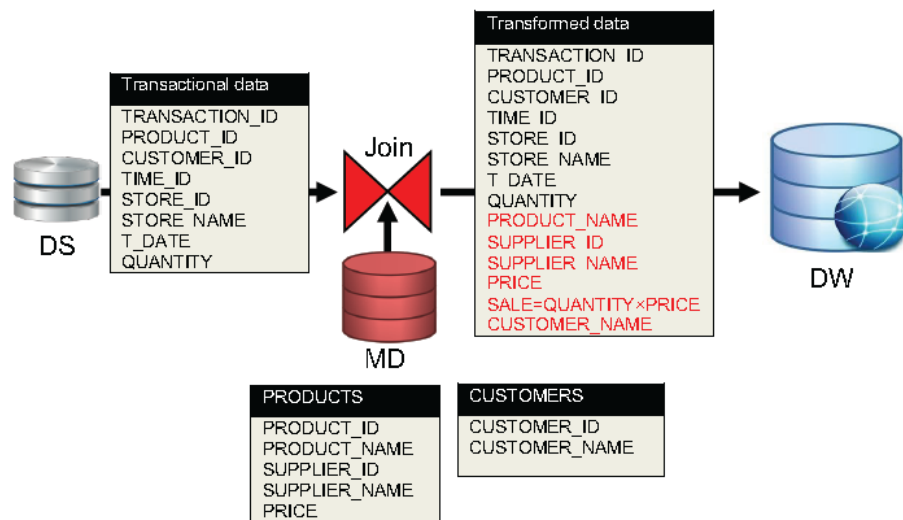 Transactional data
TRANSACTION_ID
PRODUCT_ID
CUSTOMER_ID
TIME_ID
STORE_ID
STORE_NAME
T_DATE
QUANTITY
DS
Join
MD
Transformed data
TRANSACTION_ID
PRODUCT_ID
CUSTOMER_ID
TIME_ID
STORE_ID
STORE_NAME
T_DATE
QUANTITY
PRODUCT_NAME
SUPPLIER_ID
SUPPLIER_NAME
PRICE
SALE=QUANTITY×PRICE
CUSTOMER_NAME
DW
PRODUCTS
PRODUCT_ID
PRODUCT_NAME
SUPPLIER_ID
SUPPLIER_NAME
PRICE
CUSTOMERS
CUSTOMER_ID
CUSTOMER_NAME